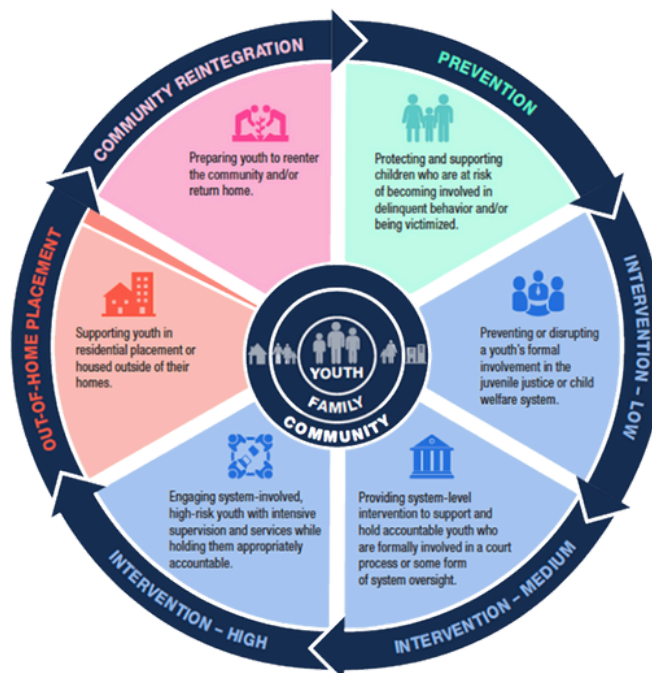 COMMUNITY REINTEGRATION
Preparing youth to reenter
the community and/or
return home.
PREVENTION
Protecting and supporting
children who are at risk
of becoming involved in
delinquent behavior and/or
being victimized.
INTERVENTION – LOW
Preventing or disrupting
a youth's formal
involvement in the
juvenile justice or child
welfare system.
INTERVENTION – MEDIUM
Providing system-level
intervention to support and
hold accountable youth who
are formally involved in a court
process or some form
of system oversight.
INTERVENTION – HIGH
Engaging system-involved,
high-risk youth with intensive
supervision and services while
holding them appropriately
accountable.
OUT-OF-HOME PLACEMENT
Supporting youth in
residential placement or
housed outside of their
homes.
YOUTH
FAMILY
COMMUNITY